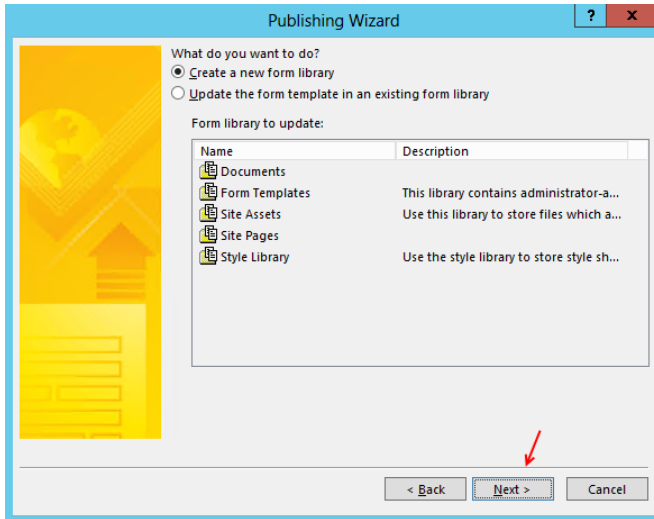 Publishing Wizard
? x
What do you want to do?
Create a new form library
Update the form template in an existing form library
Form library to update:
Name Description
Documents
Form Templates This library contains administrator-a...
Site Assets Use this library to store files which a...
Site Pages
Style Library Use the style library to store style sh...
< Back Next > Cancel